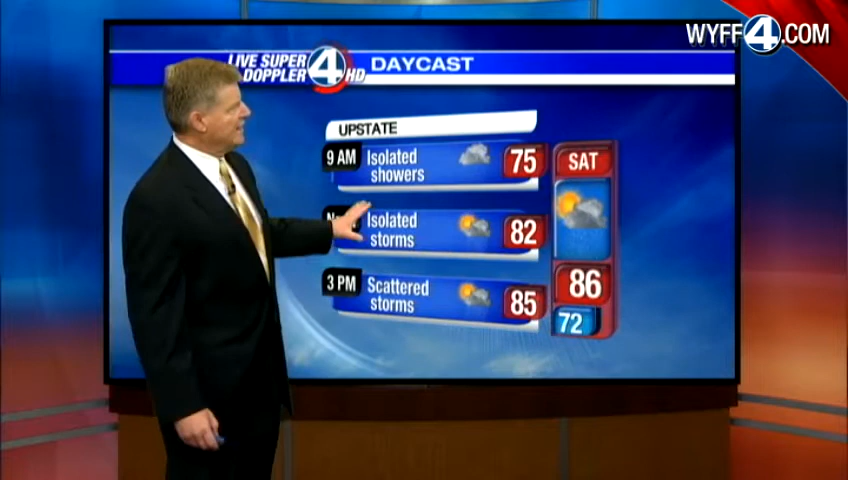 WYFF 4 .COM
LIVE SUPER
DOPPLER 4 HD
DAYCAST
UPSTATE
9 AM Isolated showers 75
Isolated storms 82
3 PM Scattered storms 85
SAT
86
72